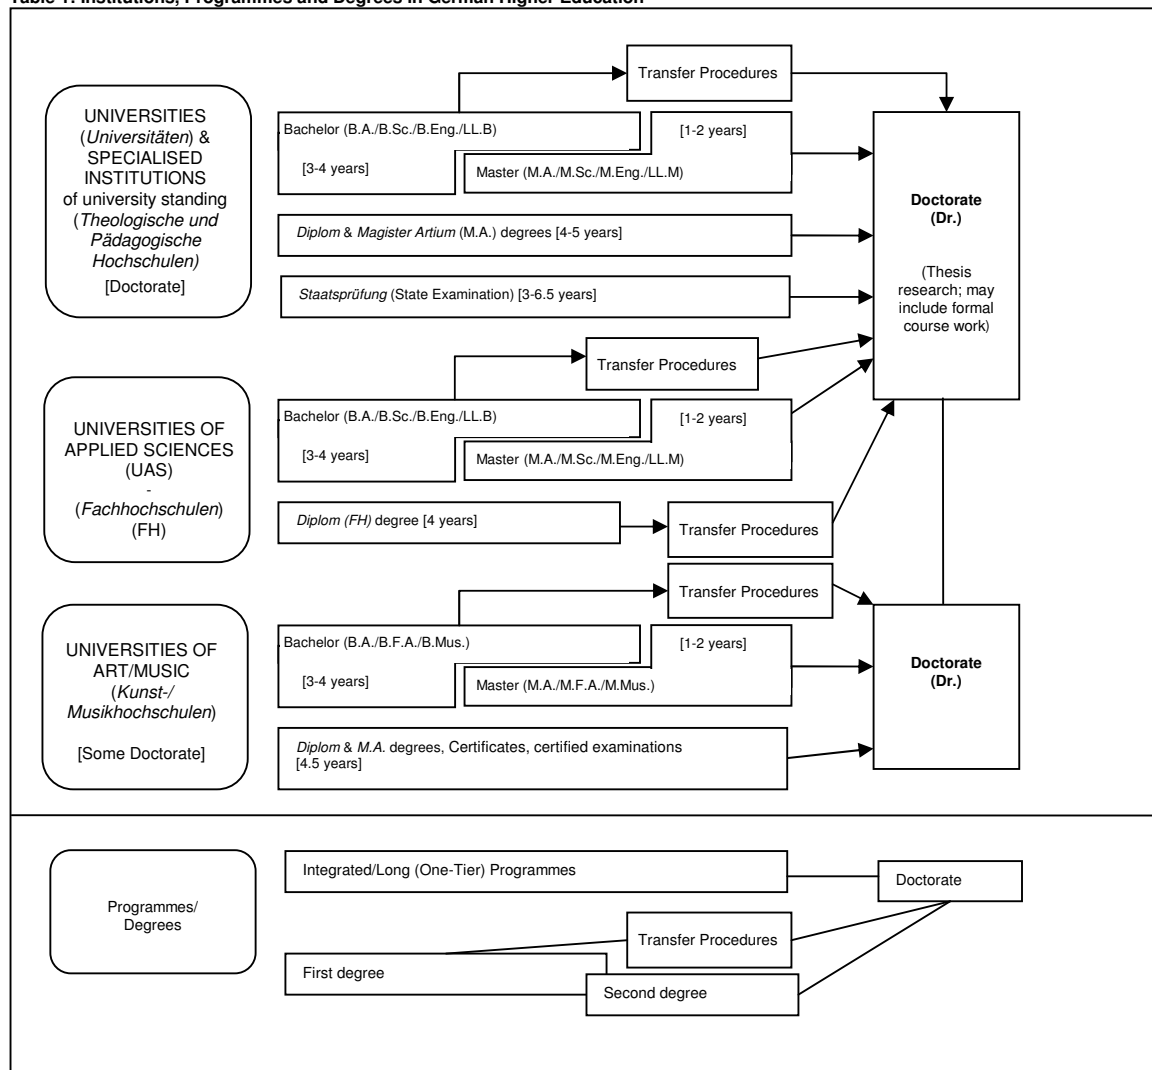 Table 1: Institutions, Programmes and Degrees in German Higher Education
Transfer Procedures
UNIVERSITIES
(Universitäten) &
SPECIALISED
INSTITUTIONS
of university standing
(Theologische und
Pädagogische
Hochschulen)
[Doctorate]
Bachelor (B.A./B.Sc./B.Eng./LL.B)
[3-4 years]
[1-2 years]
Master (M.A./M.Sc./M.Eng./LL.M)
Diplom & Magister Artium (M.A.) degrees [4-5 years]
Staatsprüfung (State Examination) [3-6.5 years]
Doctorate
(Dr.)
(Thesis
research; may
include formal
course work)
Transfer Procedures
UNIVERSITIES OF
APPLIED SCIENCES
(UAS)
-
(Fachhochschulen)
(FH)
Bachelor (B.A./B.Sc./B.Eng./LL.B)
[3-4 years]
[1-2 years]
Master (M.A./M.Sc./M.Eng./LL.M)
Diplom (FH) degree [4 years]
Transfer Procedures
Transfer Procedures
UNIVERSITIES OF
ART/MUSIC
(Kunst-/
Musikhochschulen)
[Some Doctorate]
Bachelor (B.A./B.F.A./B.Mus.)
[3-4 years]
[1-2 years]
Master (M.A./M.F.A./M.Mus.)
Diplom & M.A. degrees, Certificates, certified examinations
[4.5 years]
Doctorate
(Dr.)
Programmes/
Degrees
Integrated/Long (One-Tier) Programmes
Doctorate
Transfer Procedures
First degree
Second degree